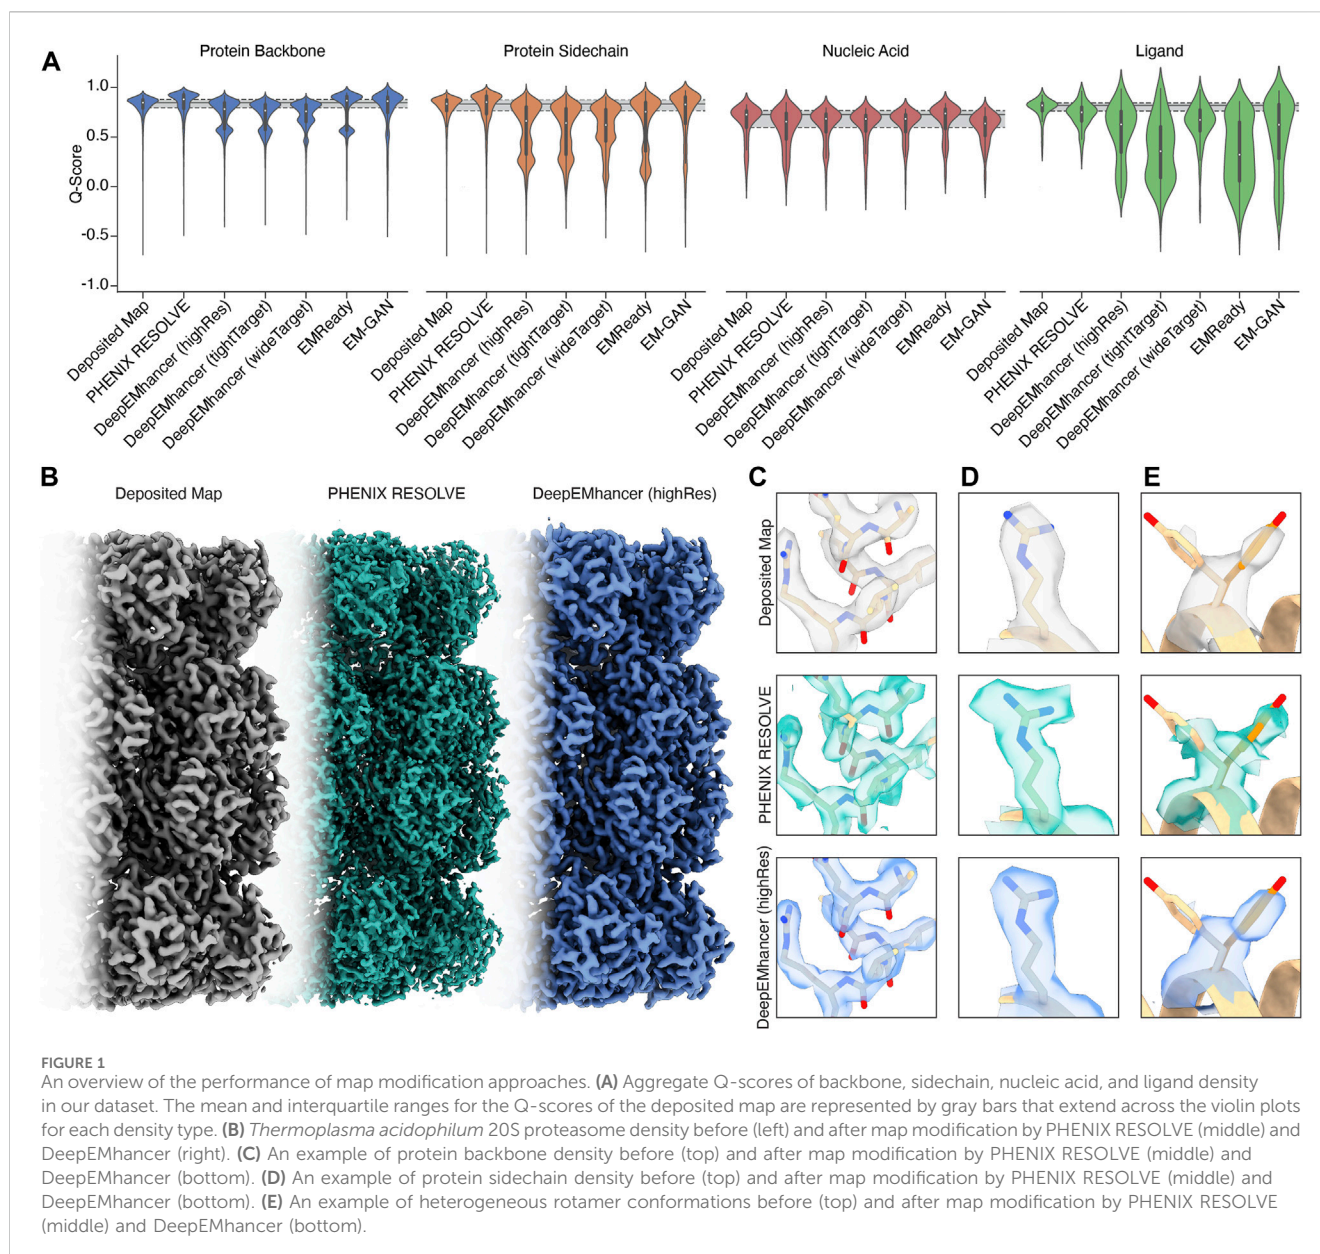 A
Protein Backbone
Protein Sidechain
Nucleic Acid
Ligand
Q-Score
1.0
0.5
0.0
-0.5
-1.0
Deposited Map
PHENIX RESOLVE
DeepEMhancer (highRes)
DeepEMhancer (tightTarget)
DeepEMhancer (wideTarget)
EMReady
EM-GAN
Deposited Map
PHENIX RESOLVE
DeepEMhancer (highRes)
DeepEMhancer (tightTarget)
DeepEMhancer (wideTarget)
EMReady
EM-GAN
Deposited Map
PHENIX RESOLVE
DeepEMhancer (highRes)
DeepEMhancer (tightTarget)
DeepEMhancer (wideTarget)
EMReady
EM-GAN
Deposited Map
PHENIX RESOLVE
DeepEMhancer (highRes)
DeepEMhancer (tightTarget)
DeepEMhancer (wideTarget)
EMReady
EM-GAN
B
Deposited Map
PHENIX RESOLVE
DeepEMhancer (highRes)
C
D
E
Deposited Map
PHENIX RESOLVE
DeepEMhancer (highRes)
FIGURE 1
An overview of the performance of map modification approaches. (A) Aggregate Q-scores of backbone, sidechain, nucleic acid, and ligand density
in our dataset. The mean and interquartile ranges for the Q-scores of the deposited map are represented by gray bars that extend across the violin plots
for each density type. (B) Thermoplasma acidophilum 20S proteasome density before (left) and after map modification by PHENIX RESOLVE (middle) and
DeepEMhancer (right). (C) An example of protein backbone density before (top) and after map modification by PHENIX RESOLVE (middle) and
DeepEMhancer (bottom). (D) An example of protein sidechain density before (top) and after map modification by PHENIX RESOLVE (middle) and
DeepEMhancer (bottom). (E) An example of heterogeneous rotamer conformations before (top) and after map modification by PHENIX RESOLVE
(middle) and DeepEMhancer (bottom).